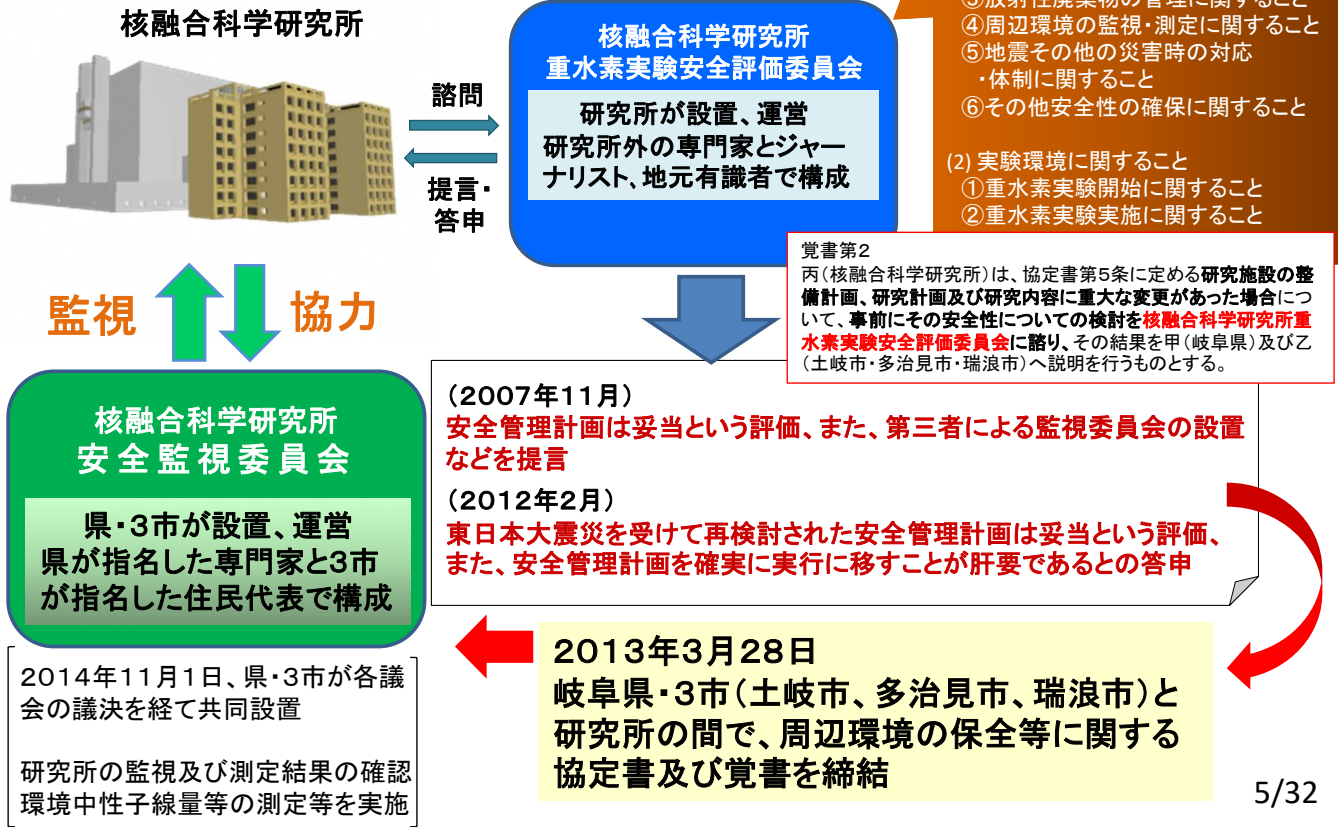 核融合科学研究所
諮問
提言・
答申
核融合科学研究所
重水素実験安全評価委員会
研究所が設置、運営
研究所外の専門家とジャー
ナリスト、地元有識者で構成
③放射性廃棄物の管理に関すること
④周辺環境の監視・測定に関すること
⑤地震その他の災害時の対応
・体制に関すること
⑥その他安全性の確保に関すること
(2) 実験環境に関すること
①重水素実験開始に関すること
②重水素実験実施に関すること
覚書第2
丙(核融合科学研究所)は、協定書第5条に定める研究施設の整
備計画、研究計画及び研究内容に重大な変更があった場合につ
いて、事前にその安全性についての検討を核融合科学研究所重
水素実験安全評価委員会に諮り、その結果を甲(岐阜県)及び乙
(土岐市・多治見市・瑞浪市)へ説明を行うものとする。
監視
協力
核融合科学研究所
安全監視委員会
県・3市が設置、運営
県が指名した専門家と3市
が指名した住民代表で構成
(2007年11月)
安全管理計画は妥当という評価、また、第三者による監視委員会の設置
などを提言
(2012年2月)
東日本大震災を受けて再検討された安全管理計画は妥当という評価、
また、安全管理計画を確実に実行に移すことが肝要であるとの答申
2013年3月28日
岐阜県・3市(土岐市、多治見市、瑞浪市)と
研究所の間で、周辺環境の保全等に関する
協定書及び覚書を締結
2014年11月1日、県・3市が各議
会の議決を経て共同設置
研究所の監視及び測定結果の確認
環境中性子線量等の測定等を実施
5/32